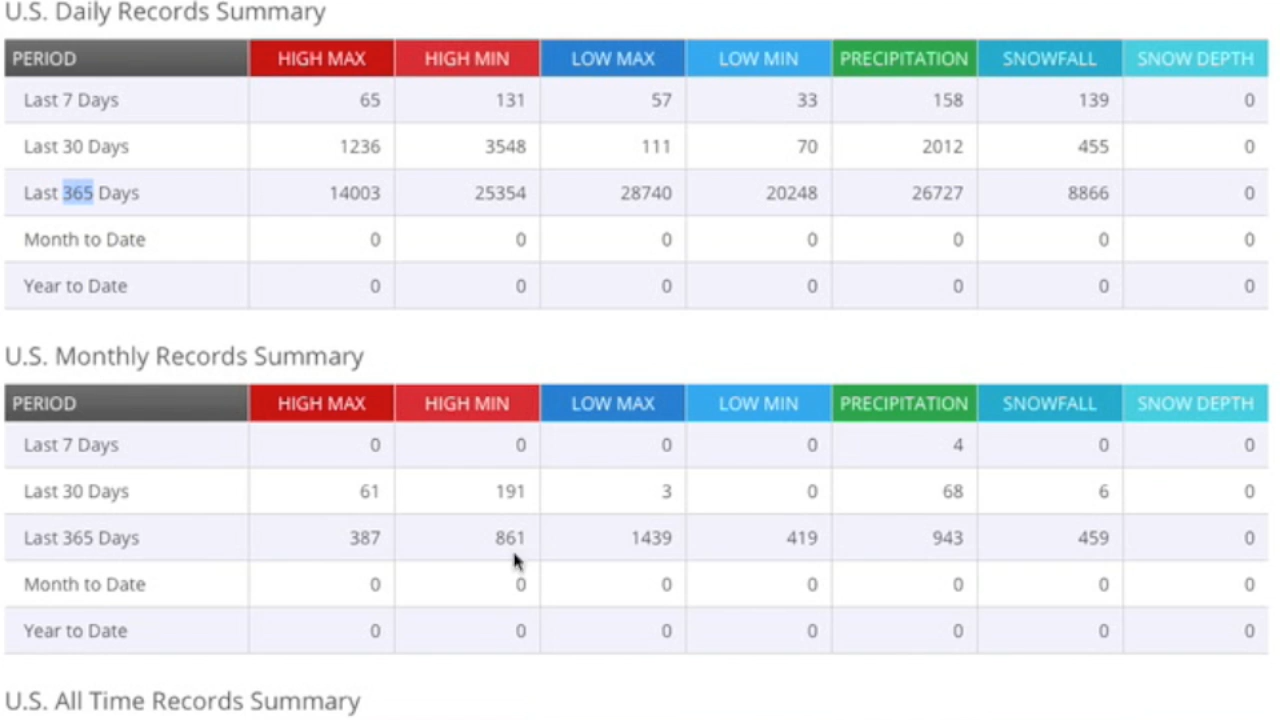 U.S. Daily Records Summary
PERIOD HIGH MAX HIGH MIN LOW MAX LOW MIN PRECIPITATION SNOWFALL SNOW DEPTH
Last 7 Days 65 131 57 33 158 139 0
Last 30 Days 1236 3548 111 70 2012 455 0
Last 365 Days 14003 25354 28740 20248 26727 8866 0
Month to Date 0 0 0 0 0 0 0
Year to Date 0 0 0 0 0 0 0
U.S. Monthly Records Summary
PERIOD HIGH MAX HIGH MIN LOW MAX LOW MIN PRECIPITATION SNOWFALL SNOW DEPTH
Last 7 Days 0 0 0 0 4 0 0
Last 30 Days 61 191 3 0 68 6 0
Last 365 Days 387 861 1439 419 943 459 0
Month to Date 0 0 0 0 0 0 0
Year to Date 0 0 0 0 0 0 0
U.S. All Time Records Summary